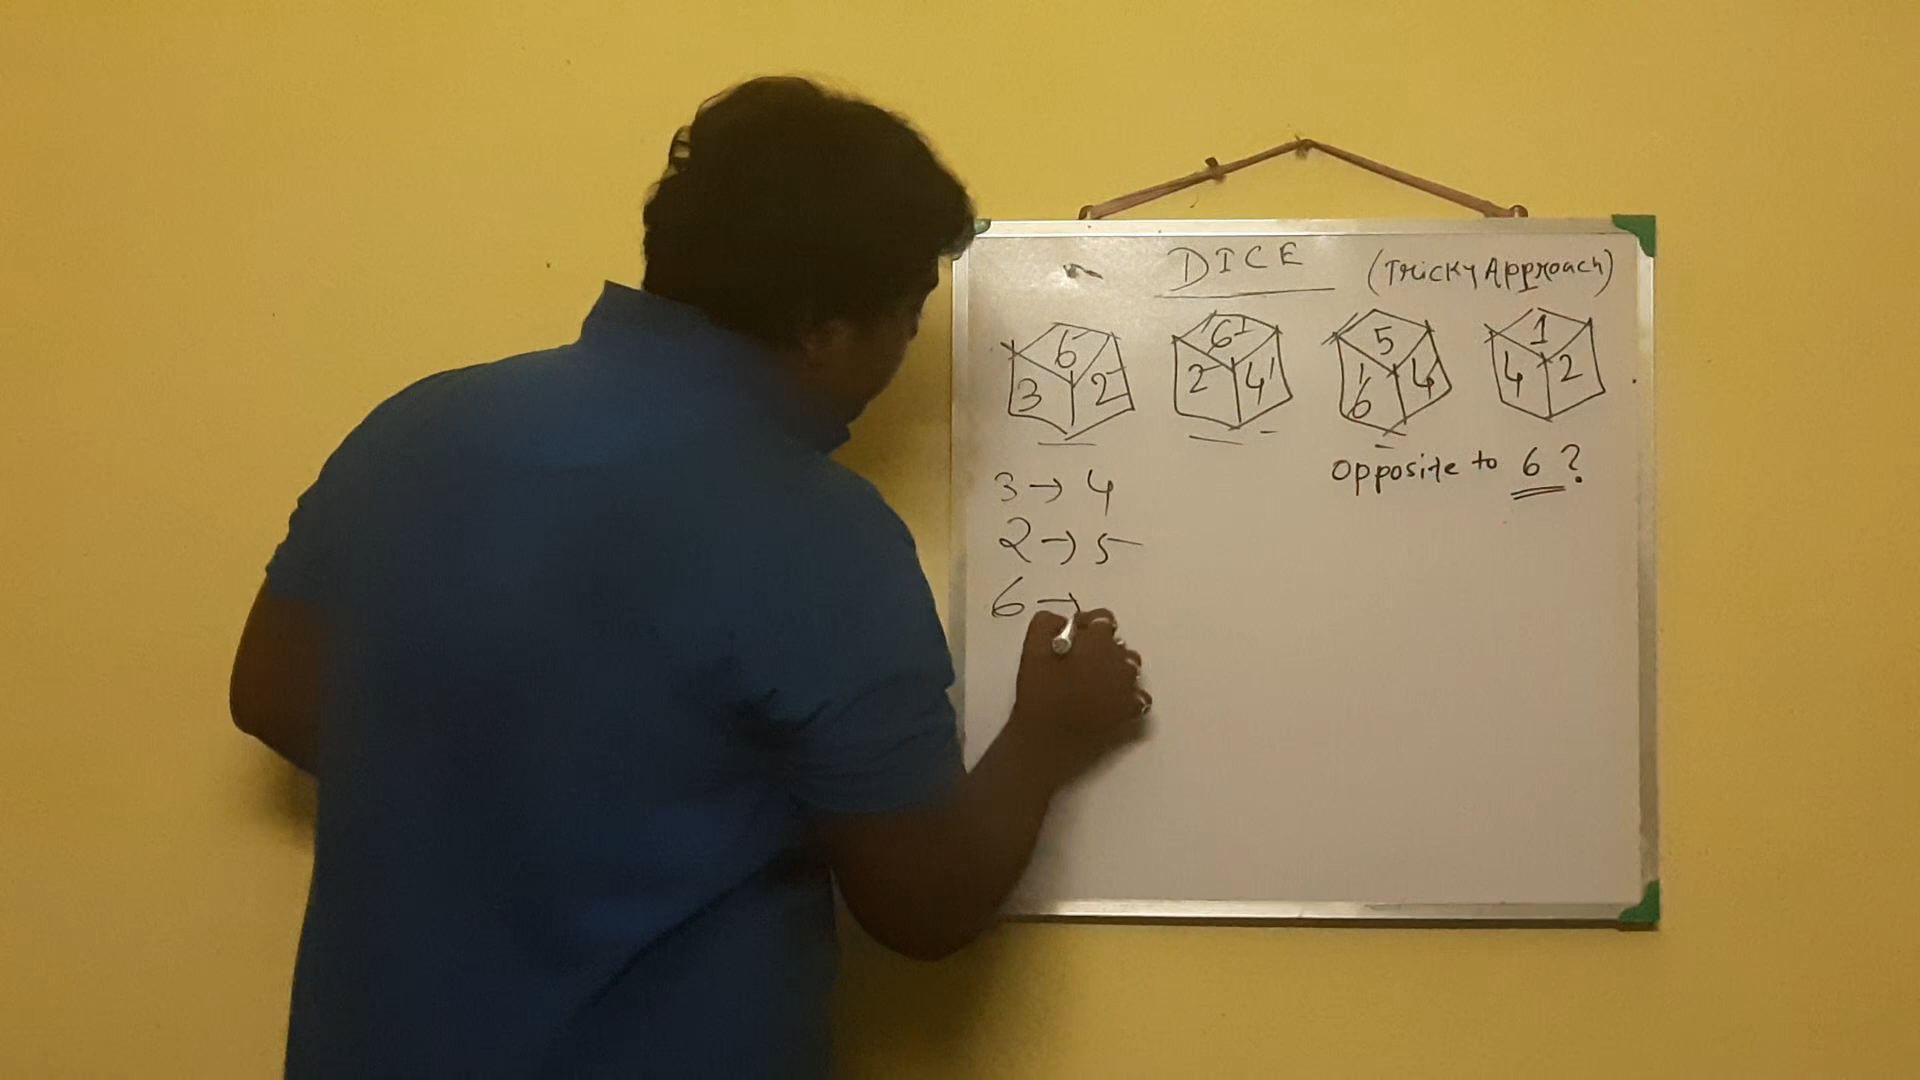 DICE (Tricky Approach)
6 3 2
6 2 4
5 6 4
1 4 2
Opposite to 6 ?
3 → 4
2 → 5
6 →